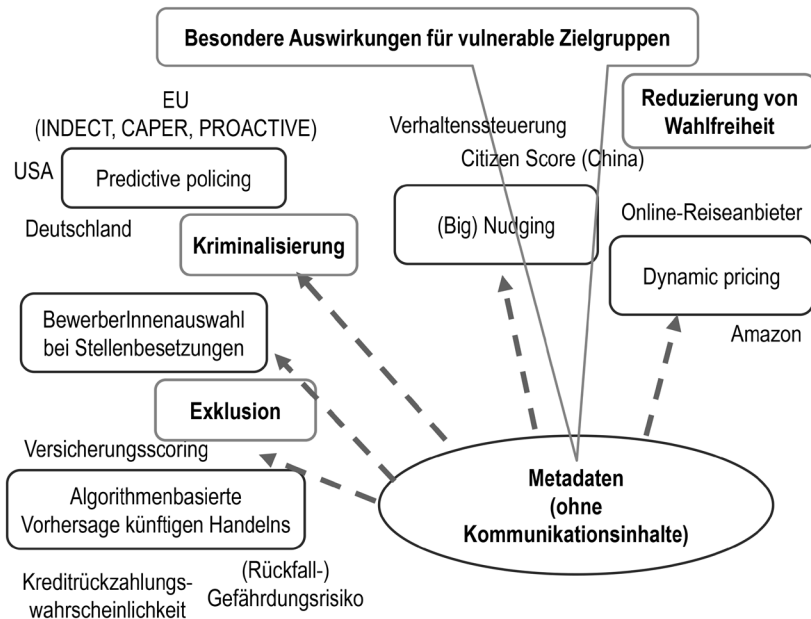 Besondere Auswirkungen für vulnerable Zielgruppen
EU
(INDECT, CAPER, PROACTIVE)
USA
Predictive policing
Deutschland
Kriminalisierung
Verhaltenssteuerung
Citizen Score (China)
(Big) Nudging
Reduzierung von
Wahlfreiheit
Online-Reiseanbieter
Dynamic pricing
Amazon
BewerberInnenauswahl
bei Stellenbesetzungen
Exklusion
Versicherungsscoring
Algorithmenbasierte
Vorhersage künftigen Handelns
Kreditrückzahlungs-
wahrscheinlichkeit
(Rückfall-)
Gefährdungsrisiko
Metadaten
(ohne
Kommunikationsinhalte)